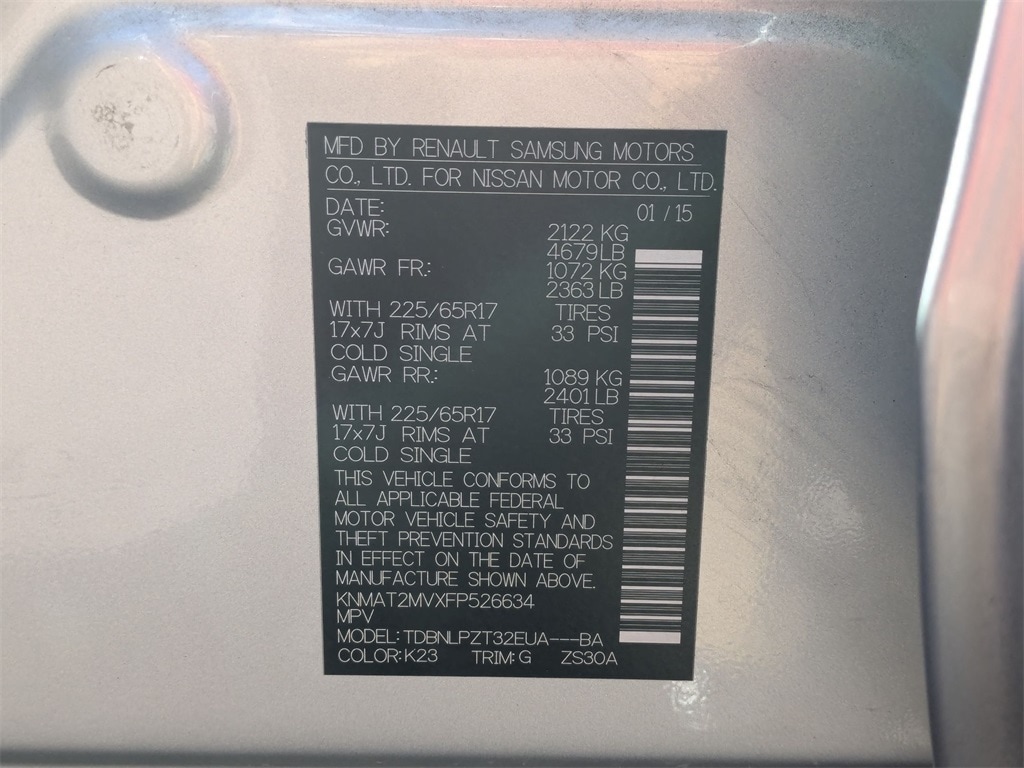 MFD BY RENAULT SAMSUNG MOTORS
CO., LTD. FOR NISSAN MOTOR CO., LTD.
DATE: 01 / 15
GVWR: 2122 KG
4679 LB
GAWR FR.: 1072 KG
2363 LB
WITH 225/65R17 TIRES
17x7J RIMS AT 33 PSI
COLD SINGLE
GAWR RR.: 1089 KG
2401 LB
WITH 225/65R17 TIRES
17x7J RIMS AT 33 PSI
COLD SINGLE
THIS VEHICLE CONFORMS TO
ALL APPLICABLE FEDERAL
MOTOR VEHICLE SAFETY AND
THEFT PREVENTION STANDARDS
IN EFFECT ON THE DATE OF
MANUFACTURE SHOWN ABOVE.
KNMAT2MVXFP526634
MPV
MODEL: TDBNLPZT32EUA---BA
COLOR: K23 TRIM: G ZS30A